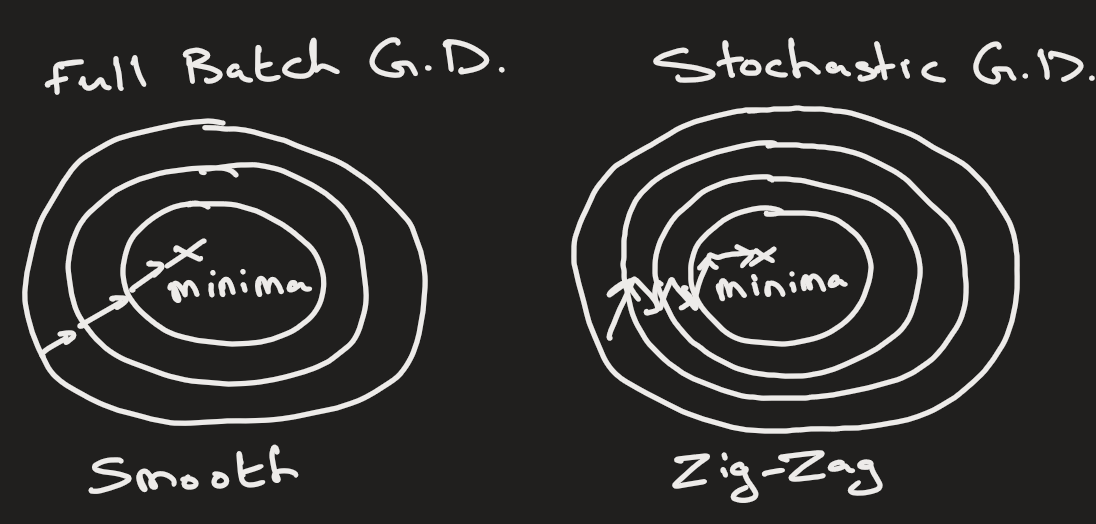 Full Batch G.D.
Stochastic G.D.
minima
minima
Smooth
Zig-Zag